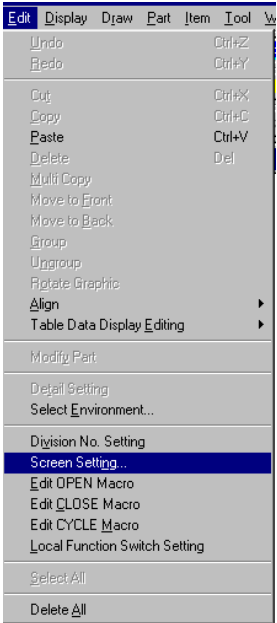 Edit Display Draw Part Item Tool W
Undo Ctrl+Z
Redo Ctrl+Y
Cut Ctrl+X
Copy Ctrl+C
Paste Ctrl+V
Delete Del
Multi Copy
Move to Front
Move to Back
Group
Ungroup
Rotate Graphic
Align
Table Data Display Editing
Modify Part
Detail Setting
Select Environment...
Division No. Setting
Screen Setting...
Edit OPEN Macro
Edit CLOSE Macro
Edit CYCLE Macro
Local Function Switch Setting
Select All
Delete All